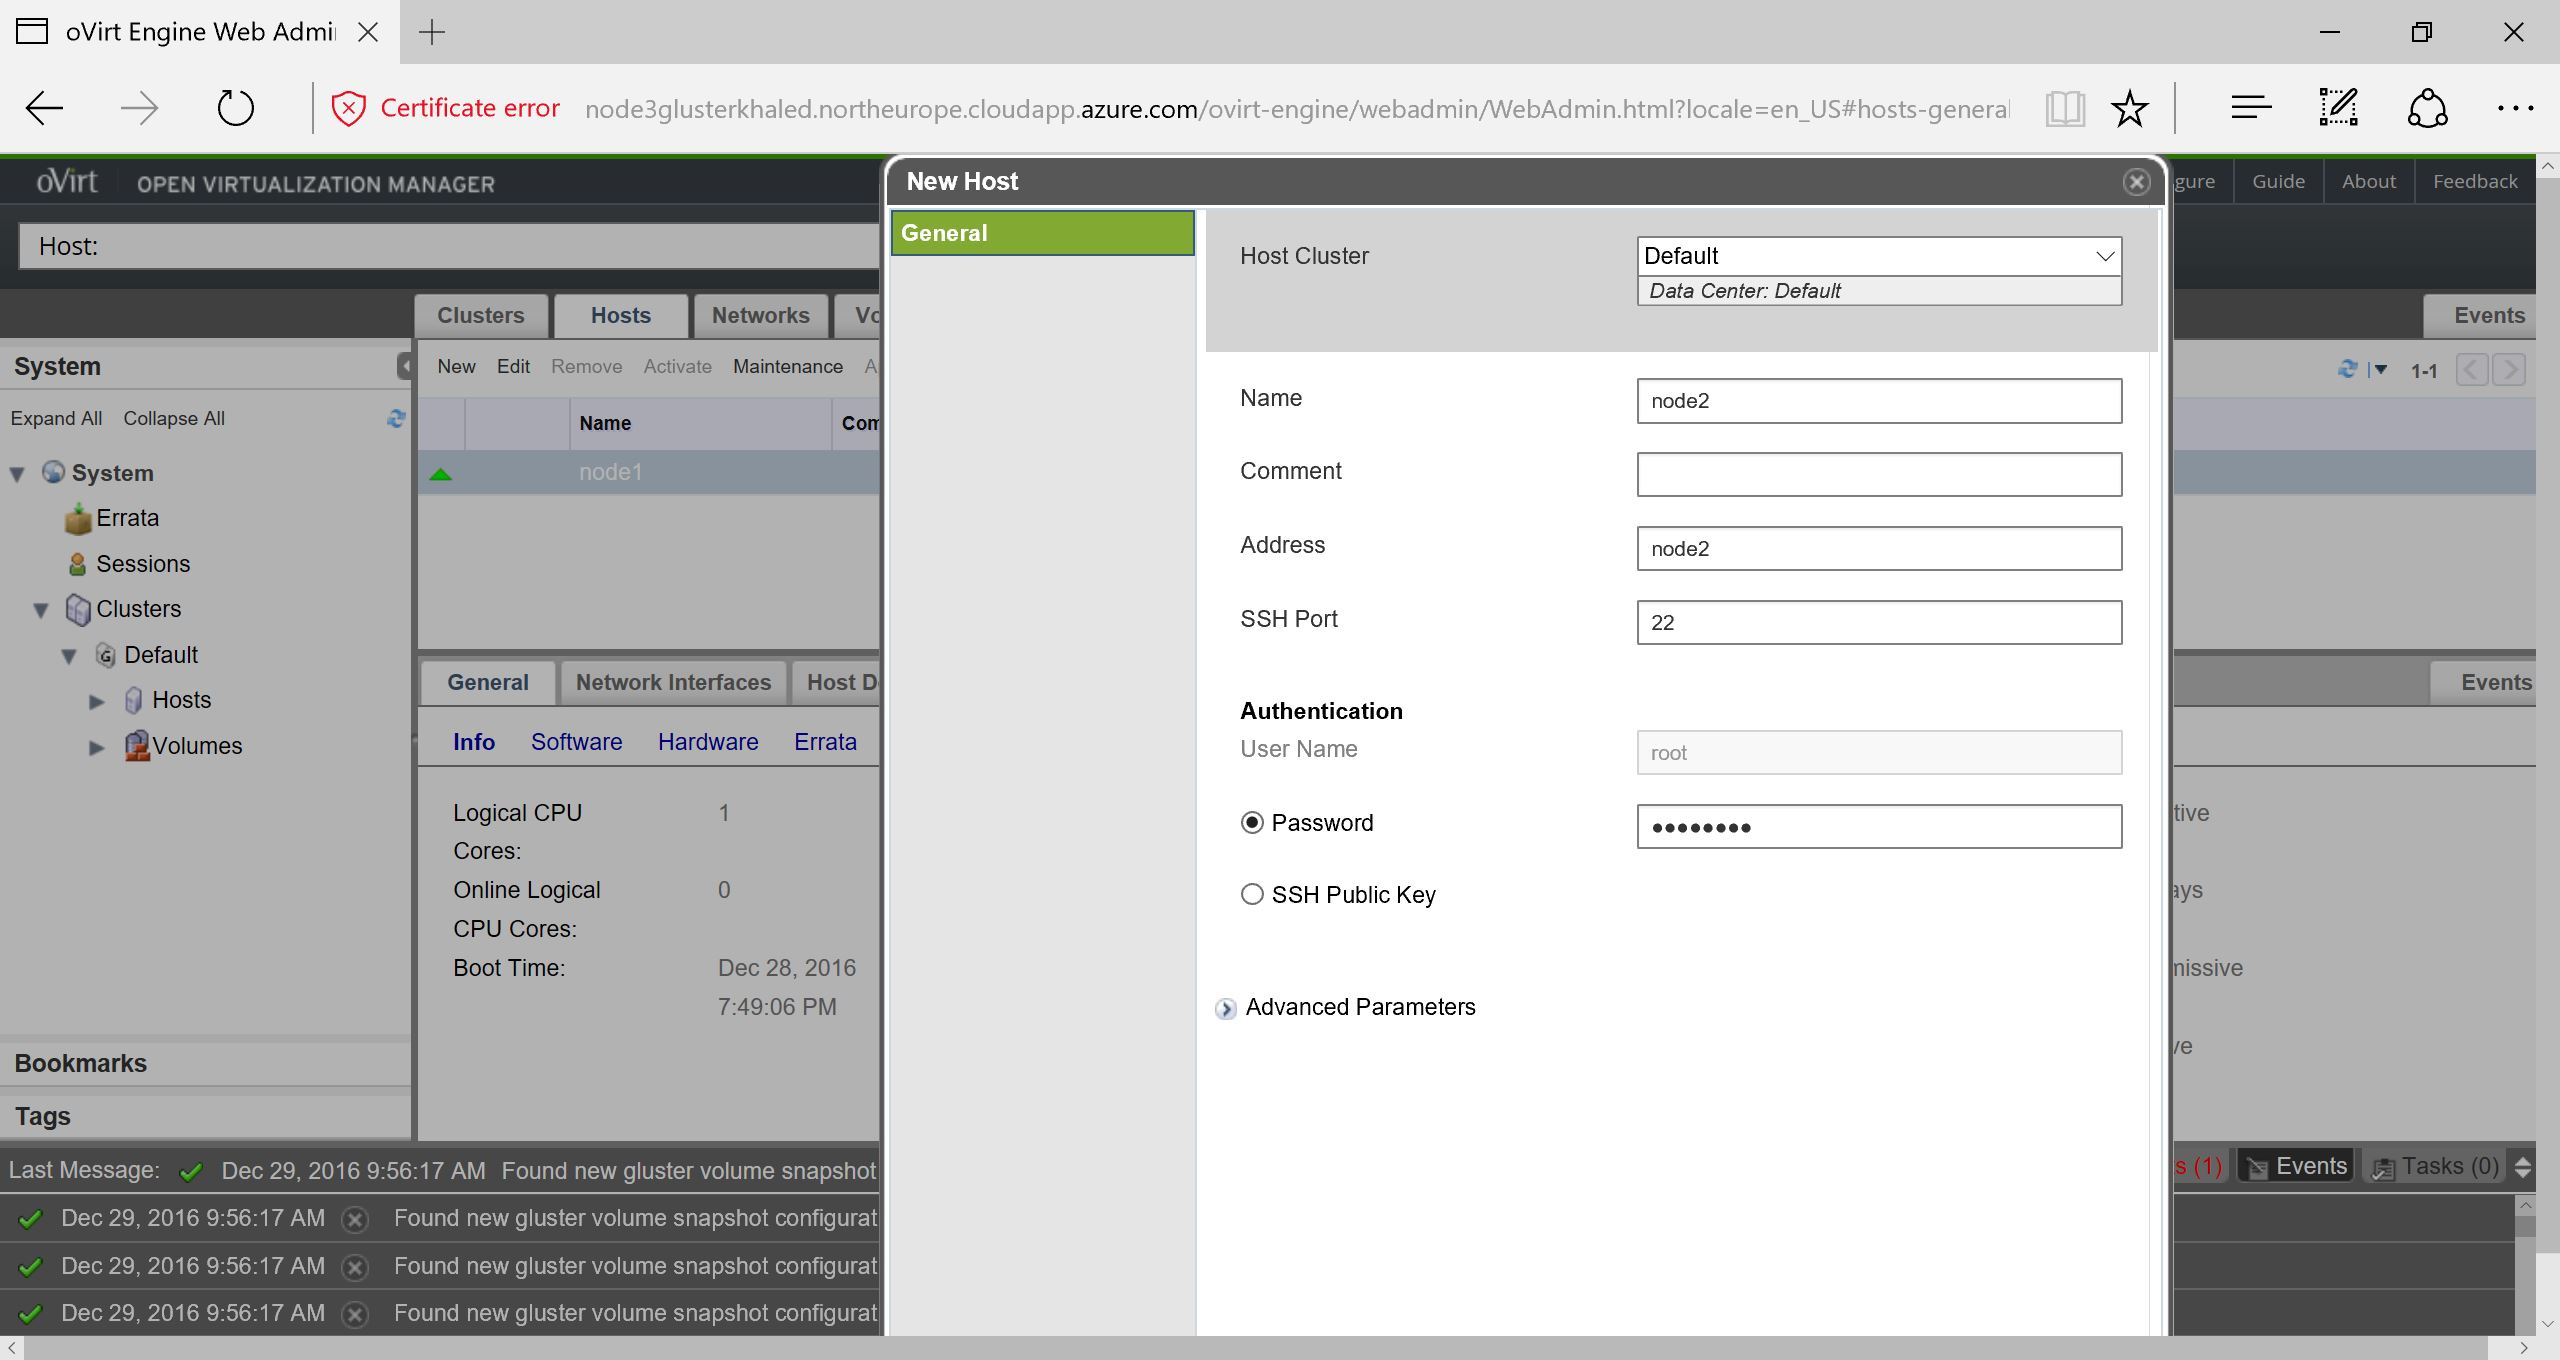 oVirt Engine Web Admi
Certificate error node3glusterkhaled.northeurope.cloudapp.azure.com/ovirt-engine/webadmin/WebAdmin.html?locale=en_US#hosts-general
oVirt OPEN VIRTUALIZATION MANAGER
gure Guide About Feedback
Host:
Clusters Hosts Networks Vo
Events
System
New Edit Remove Activate Maintenance A
1-1
Expand All Collapse All
Name Com
node1
System
Errata
Sessions
Clusters
Default
Hosts
Volumes
General Network Interfaces Host D
Events
Info Software Hardware Errata
Logical CPU Cores: 1
Online Logical CPU Cores: 0
Boot Time: Dec 28, 2016
7:49:06 PM
tive
ays
missive
ve
Bookmarks
Tags
New Host
General
Host Cluster Default
Data Center: Default
Name node2
Comment
Address node2
SSH Port 22
Authentication
User Name root
Password ••••••••
SSH Public Key
Advanced Parameters
Last Message: Dec 29, 2016 9:56:17 AM Found new gluster volume snapshot
s (1) Events Tasks (0)
Dec 29, 2016 9:56:17 AM Found new gluster volume snapshot configurat
Dec 29, 2016 9:56:17 AM Found new gluster volume snapshot configurat
Dec 29, 2016 9:56:17 AM Found new gluster volume snapshot configurat